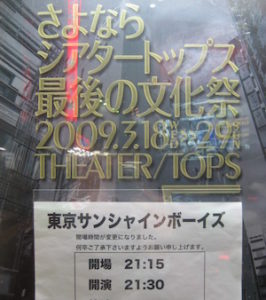 さよなら
シアタートップス
最後の文化祭
2009.3.18 29
THEATER/TOPS
東京サンシャインボーイズ
開場時間が変更になりました。
何卒ご了承下さいますようお願い申し上げます。
開場 21:15
開演 21:30